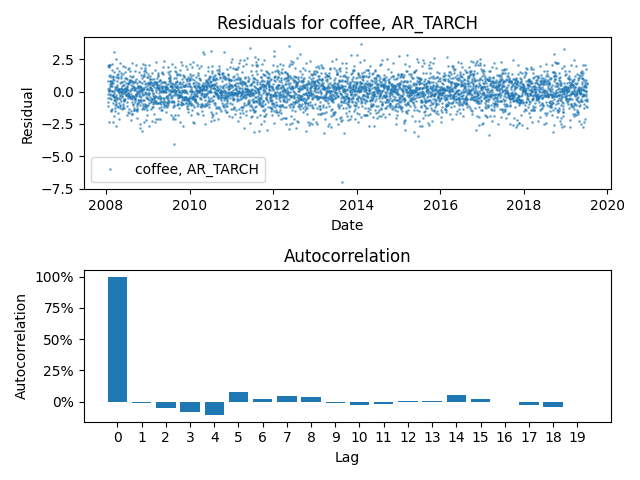 Residuals for coffee, AR_TARCH
2.5
0.0
−2.5
−5.0
−7.5
Residual
coffee, AR_TARCH
2008 2010 2012 2014 2016 2018 2020
Date
Autocorrelation
100%
75%
50%
25%
0%
Autocorrelation
0 1 2 3 4 5 6 7 8 9 10 11 12 13 14 15 16 17 18 19
Lag